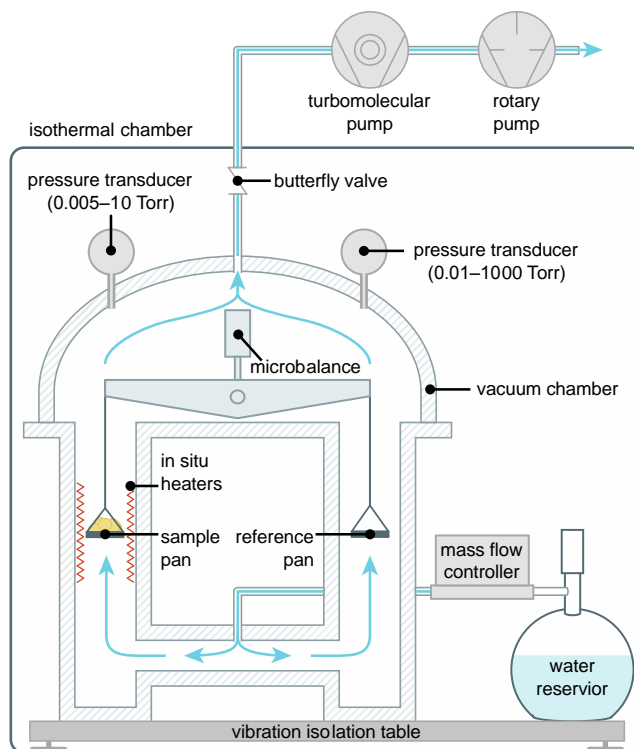 turbomolecular
pump
rotary
pump
isothermal chamber
butterfly valve
pressure transducer
(0.005–10 Torr)
pressure transducer
(0.01–1000 Torr)
microbalance
vacuum chamber
in situ
heaters
sample
pan
reference
pan
mass flow
controller
water
reservior
vibration isolation table